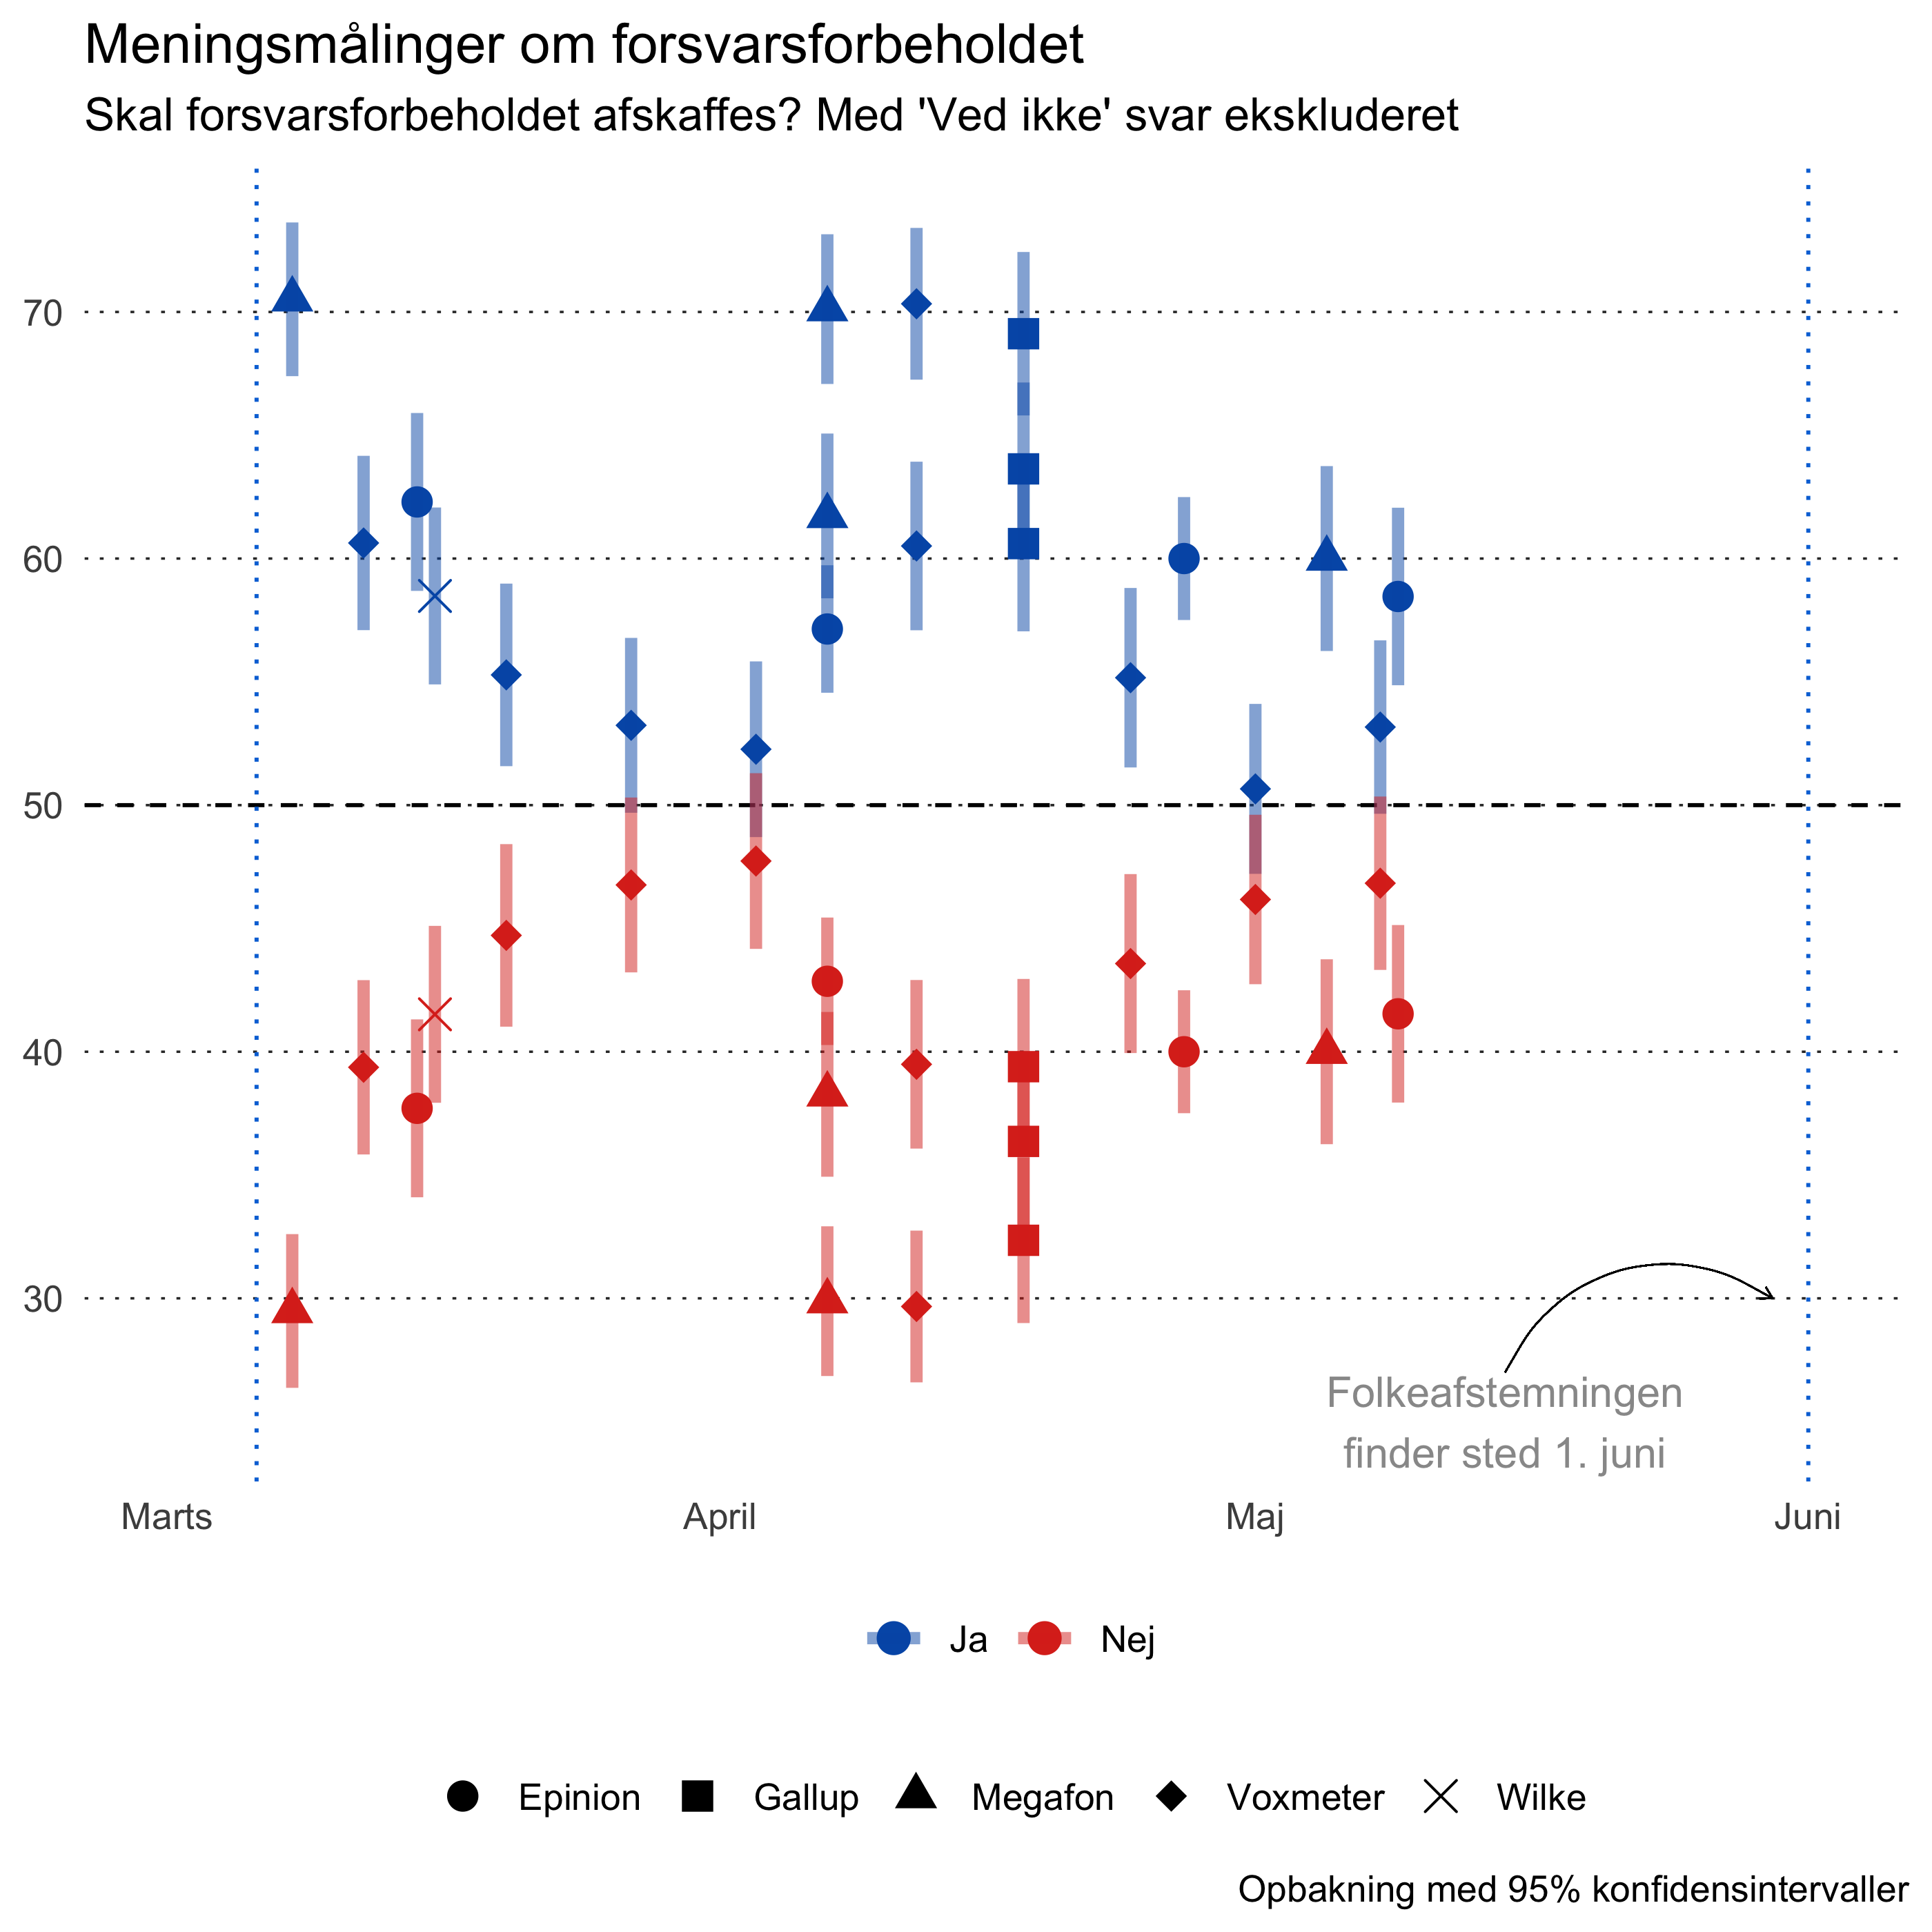 Meningsmålinger om forsvarsforbeholdet
Skal forsvarsforbeholdet afskaffes? Med 'Ved ikke' svar ekskluderet
70
60
50
40
30
Folkeafstemningen
finder sted 1. juni
Marts April Maj Juni
Ja Nej
Epinion Gallup Megafon Voxmeter Wilke
Opbakning med 95% konfidensintervaller